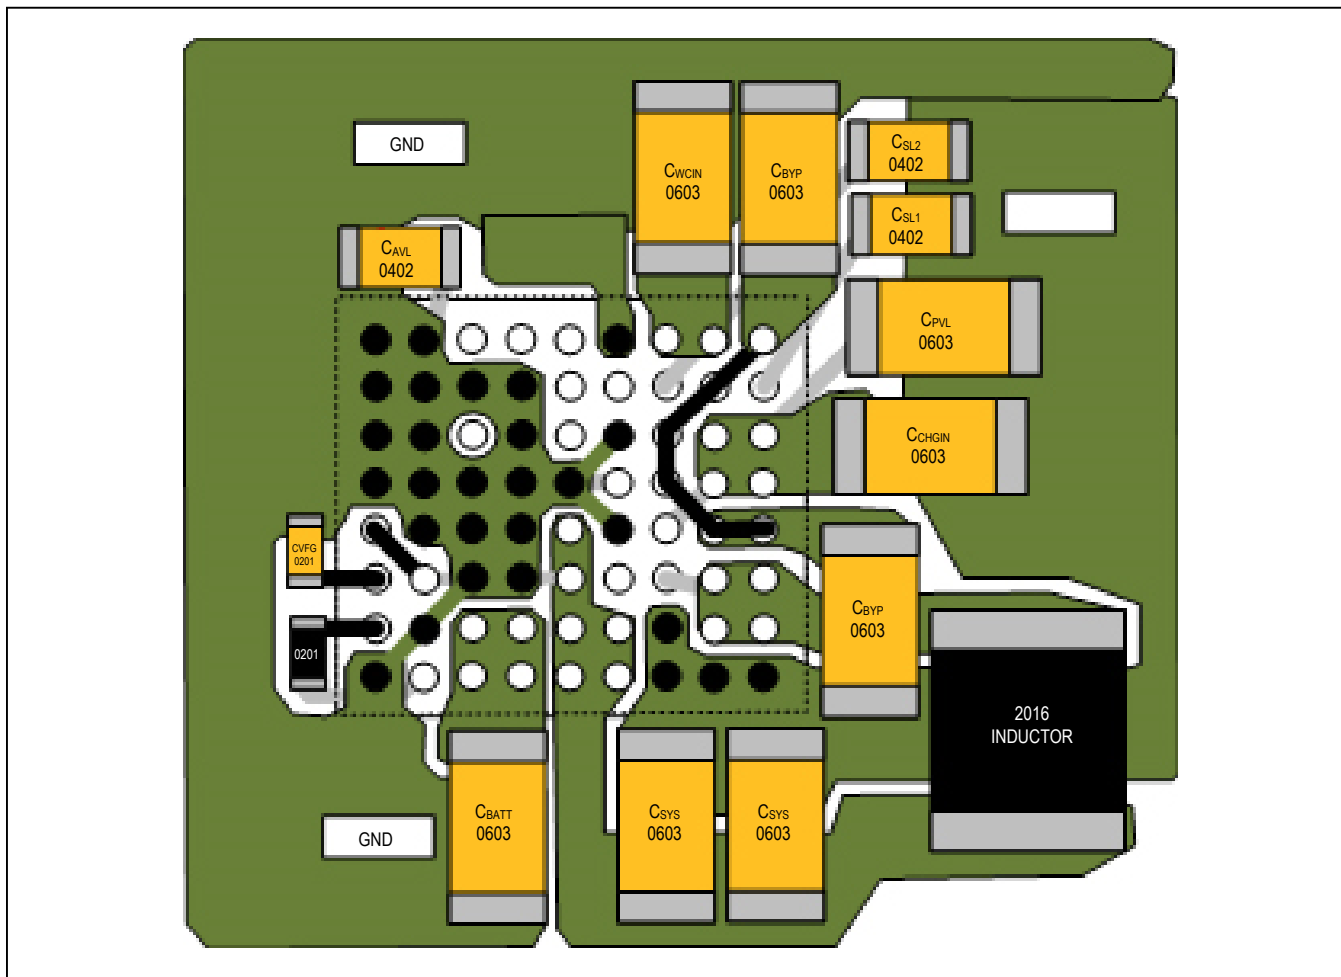 GND
CWCIN
0603
CBYP
0603
CSL2
0402
CSL1
0402
CAVL
0402
CPVL
0603
CCHGIN
0603
CVFG
0201
0201
CBYP
0603
2016
INDUCTOR
CBATT
0603
CSYS
0603
CSYS
0603
GND